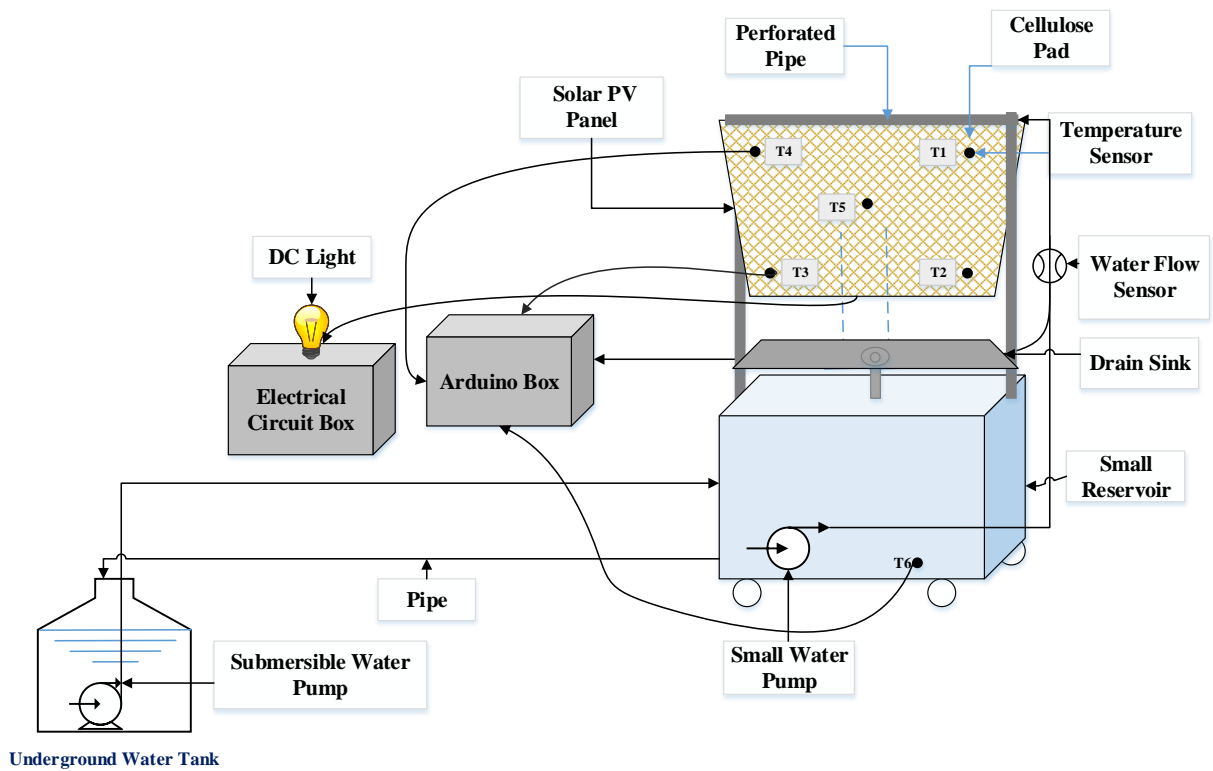 Perforated
Pipe
Cellulose
Pad
Solar PV
Panel
Temperature
Sensor
T4
T1
T5
DC Light
Water Flow
Sensor
T3
T2
Electrical
Circuit Box
Arduino Box
Drain Sink
Small
Reservoir
T6
Pipe
Submersible Water
Pump
Small Water
Pump
Underground Water Tank